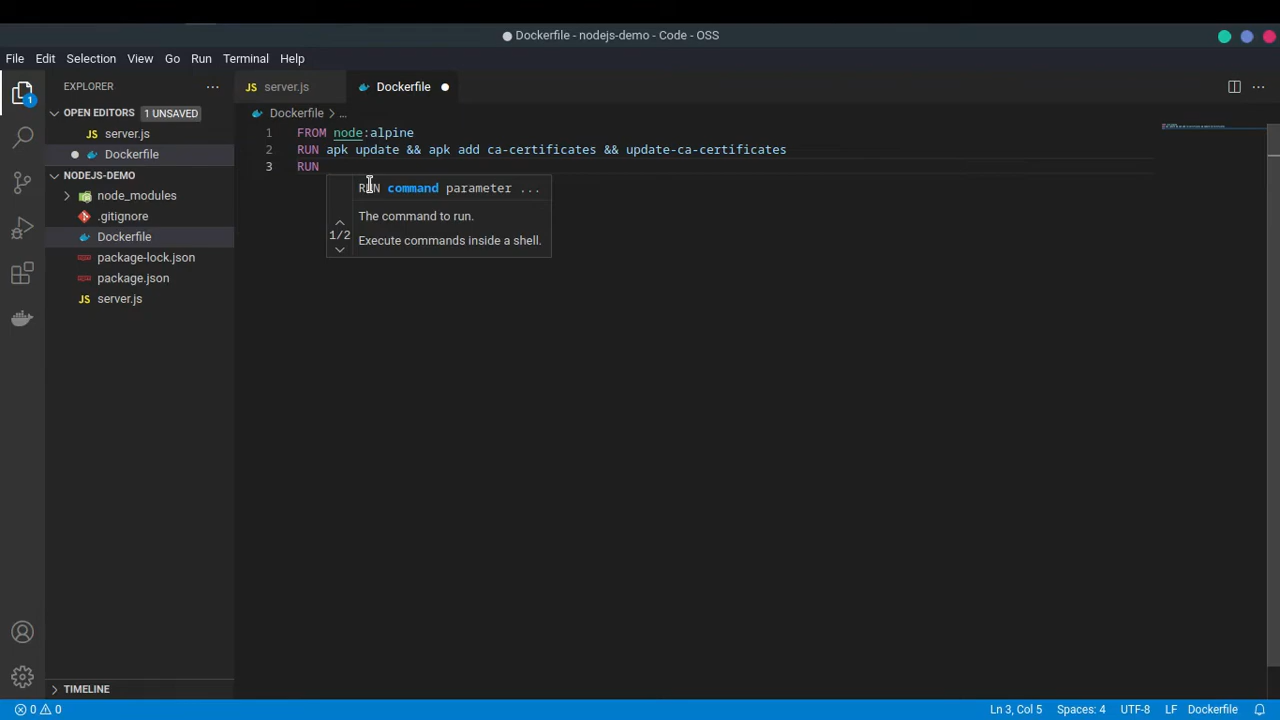 Dockerfile - nodejs-demo - Code - OSS
File Edit Selection View Go Run Terminal Help
1
EXPLORER
JS server.js
Dockerfile
OPEN EDITORS 1 UNSAVED
Dockerfile > ...
JS server.js
1 FROM node:alpine
Dockerfile
2 RUN apk update && apk add ca-certificates && update-ca-certificates
NODEJS-DEMO
3 RUN
node_modules
RUN command parameter ...
.gitignore
The command to run.
Dockerfile
1/2
Execute commands inside a shell.
package-lock.json
package.json
JS server.js
TIMELINE
0 0
Ln 3, Col 5 Spaces: 4 UTF-8 LF Dockerfile